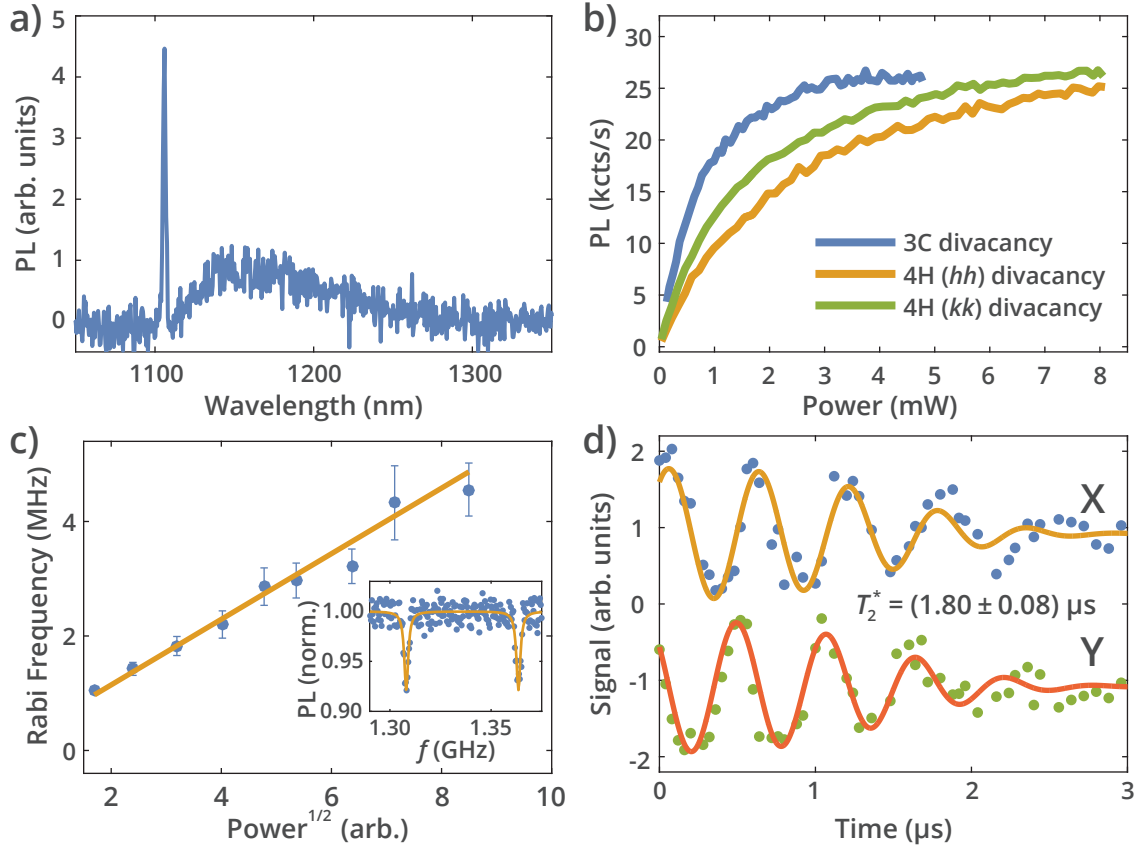 a)
PL (arb. units)
5
4
3
2
1
0
1100
1200
1300
Wavelength (nm)
b)
PL (kcts/s)
30
25
20
15
10
5
0
3C divacancy
4H (hh) divacancy
4H (kk) divacancy
0
1
2
3
4
5
6
7
8
Power (mW)
c)
Rabi Frequency (MHz)
4
2
0
2
4
6
8
10
Power^1/2 (arb.)
PL (norm.)
1.00
0.95
0.90
1.30
1.35
f (GHz)
d)
Signal (arb. units)
2
1
0
-1
-2
X
T₂* = (1.80 ± 0.08) µs
Y
0
1
2
3
Time (µs)